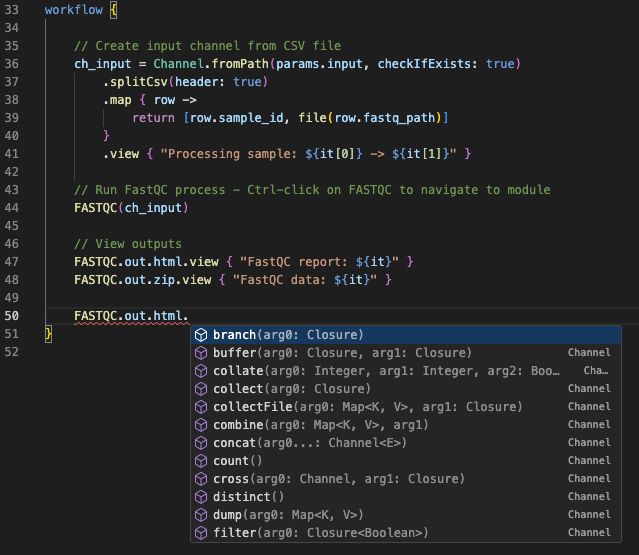 33 workflow {
34
35 // Create input channel from CSV file
36 ch_input = Channel.fromPath(params.input, checkIfExists: true)
37 .splitCsv(header: true)
38 .map { row ->
39 return [row.sample_id, file(row.fastq_path)]
40 }
41 .view { "Processing sample: ${it[0]} -> ${it[1]}" }
42
43 // Run FastQC process – Ctrl-click on FASTQC to navigate to module
44 FASTQC(ch_input)
45
46 // View outputs
47 FASTQC.out.html.view { "FastQC report: ${it}" }
48 FASTQC.out.zip.view { "FastQC data: ${it}" }
49
50 FASTQC.out.html.
51 }
52
branch(arg0: Closure)
buffer(arg0: Closure, arg1: Closure) Channel
collate(arg0: Integer, arg1: Integer, arg2: Boo… Cha…
collect(arg0: Closure) Channel
collectFile(arg0: Map<K, V>, arg1: Closure) Channel
combine(arg0: Map<K, V>, arg1) Channel
concat(arg0...: Channel<E>) Channel
count() Channel
cross(arg0: Channel, arg1: Closure) Channel
distinct() Channel
dump(arg0: Map<K, V>) Channel
filter(arg0: Closure<Boolean>) Channel